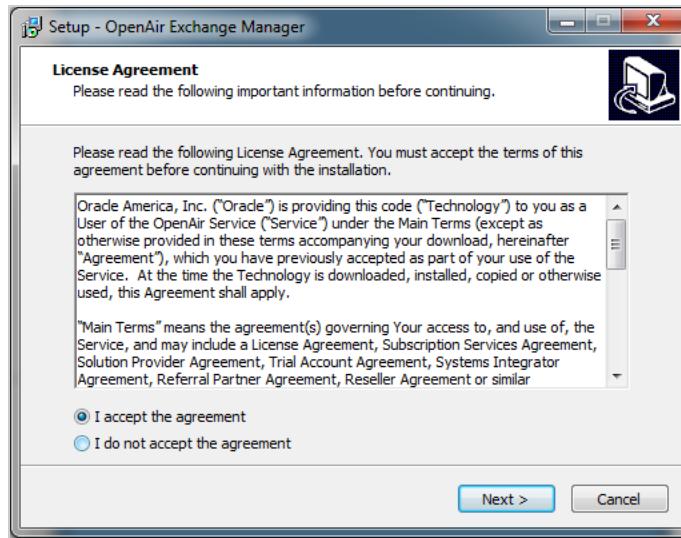 Setup - OpenAir Exchange Manager
License Agreement
Please read the following important information before continuing.
Please read the following License Agreement. You must accept the terms of this
agreement before continuing with the installation.
Oracle America, Inc. ("Oracle") is providing this code ("Technology") to you as a
User of the OpenAir Service ("Service") under the Main Terms (except as
otherwise provided in these terms accompanying your download, hereinafter
"Agreement"), which you have previously accepted as part of your use of the
Service.  At the time the Technology is downloaded, installed, copied or otherwise
used, this Agreement shall apply.
"Main Terms" means the agreement(s) governing Your access to, and use of, the
Service, and may include a License Agreement, Subscription Services Agreement,
Solution Provider Agreement, Trial Account Agreement, Systems Integrator
Agreement, Referral Partner Agreement, Reseller Agreement or similar
I accept the agreement
I do not accept the agreement
Next >
Cancel